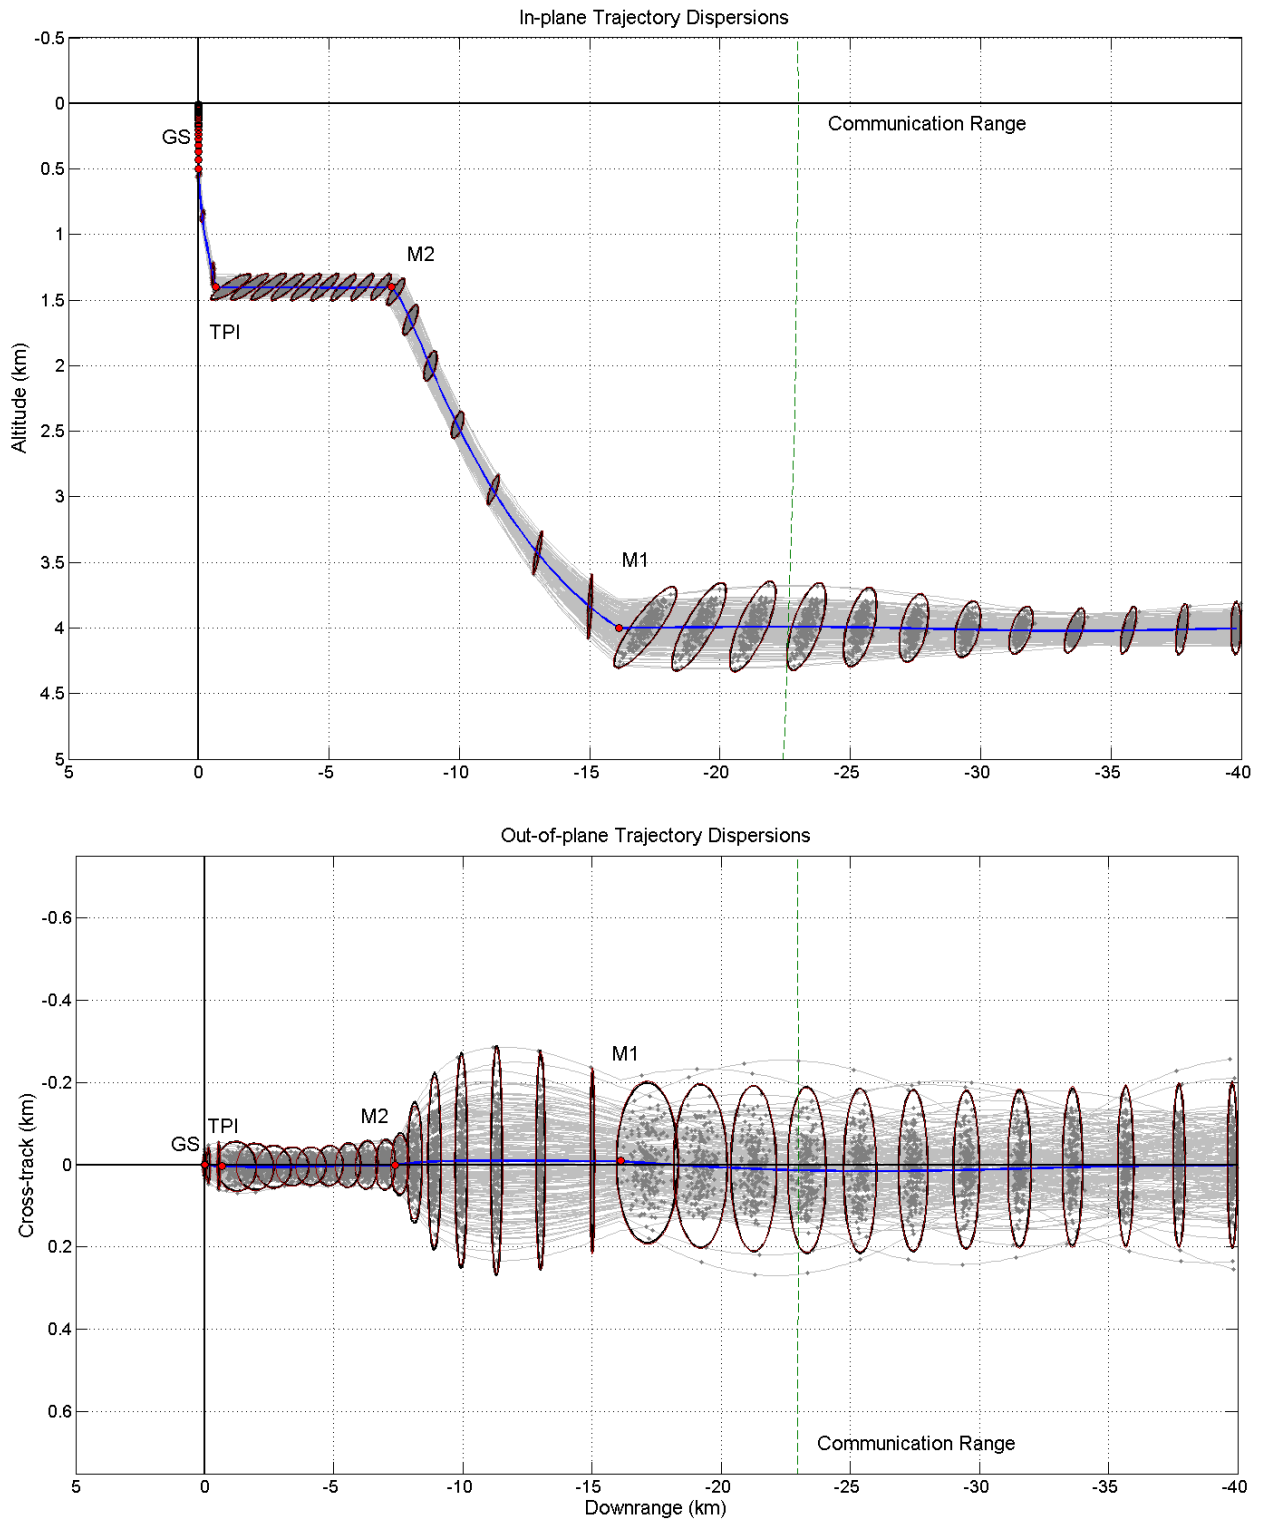 In-plane Trajectory Dispersions
-0.5
0
Communication Range
GS
0.5
1
M2
1.5
TPI
2
Altitude (km)
2.5
3
3.5
M1
4
4.5
5
5 0 -5 -10 -15 -20 -25 -30 -35 -40
Out-of-plane Trajectory Dispersions
-0.6
-0.4
M1
-0.2
TPI M2
GS
0
Cross-track (km)
0.2
0.4
0.6
Communication Range
5 0 -5 -10 -15 -20 -25 -30 -35 -40
Downrange (km)